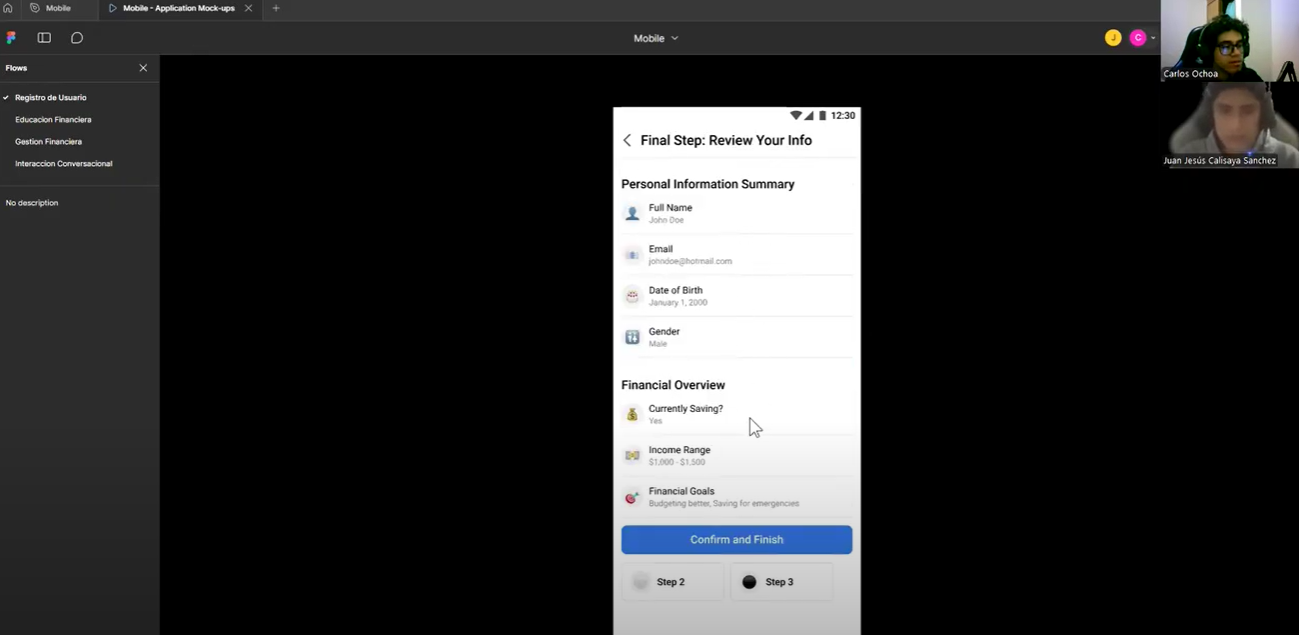 Mobile
Mobile - Application Mock-ups
Mobile
J
C
Carlos Ochoa
Juan Jesús Calisaya Sanchez
Flows
Registro de Usuario
Educacion Financiera
Gestion Financiera
Interaccion Conversacional
No description
12:30
Final Step: Review Your Info
Personal Information Summary
Full Name
John Doe
Email
johndoe@hotmail.com
Date of Birth
January 1, 2000
Gender
Male
Financial Overview
Currently Saving?
Yes
Income Range
$1,000 - $1,500
Financial Goals
Budgeting better, Saving for emergencies
Confirm and Finish
Step 2
Step 3